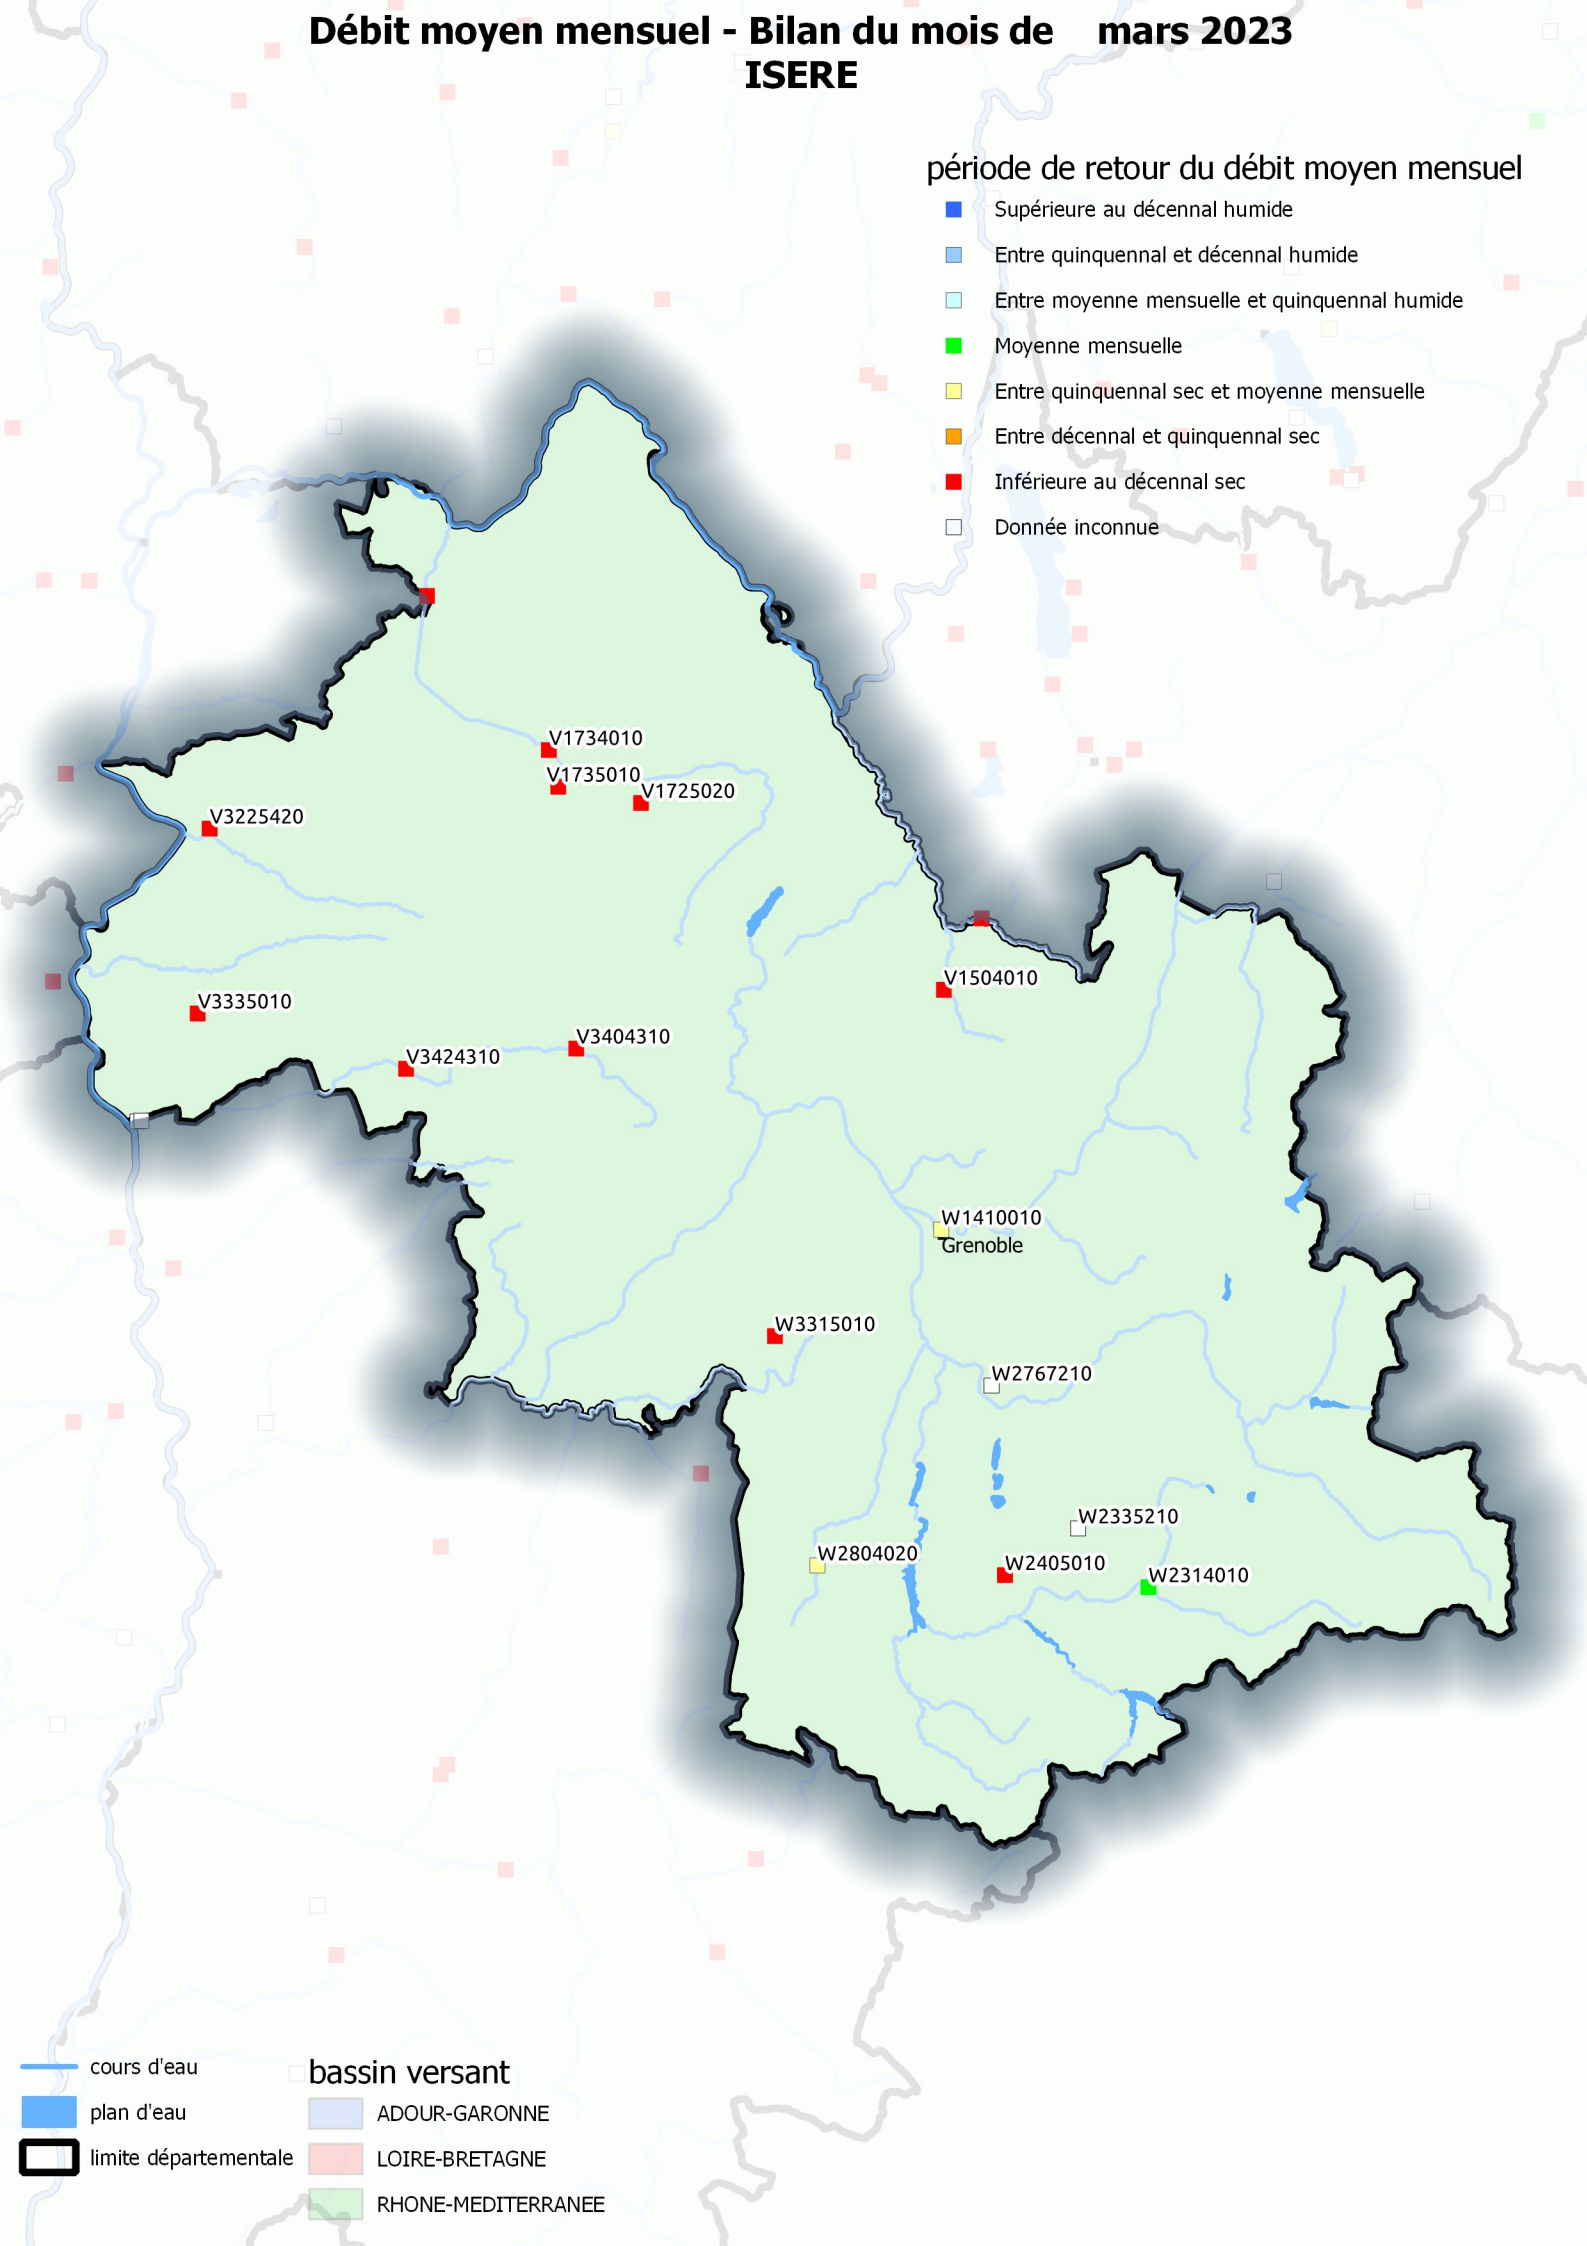 Débit moyen mensuel - Bilan du mois de mars 2023
ISERE
période de retour du débit moyen mensuel
Supérieure au décennal humide
Entre quinquennal et décennal humide
Entre moyenne mensuelle et quinquennal humide
Moyenne mensuelle
Entre quinquennal sec et moyenne mensuelle
Entre décennal et quinquennal sec
Inférieure au décennal sec
Donnée inconnue
V1734010
V1735010
V1725020
V3225420
V1504010
V3335010
V3404310
V3424310
W1410010
Grenoble
W3315010
W2767210
W2335210
W2804020
W2405010
W2314010
cours d'eau
plan d'eau
limite départementale
bassin versant
ADOUR-GARONNE
LOIRE-BRETAGNE
RHONE-MEDITERRANEE